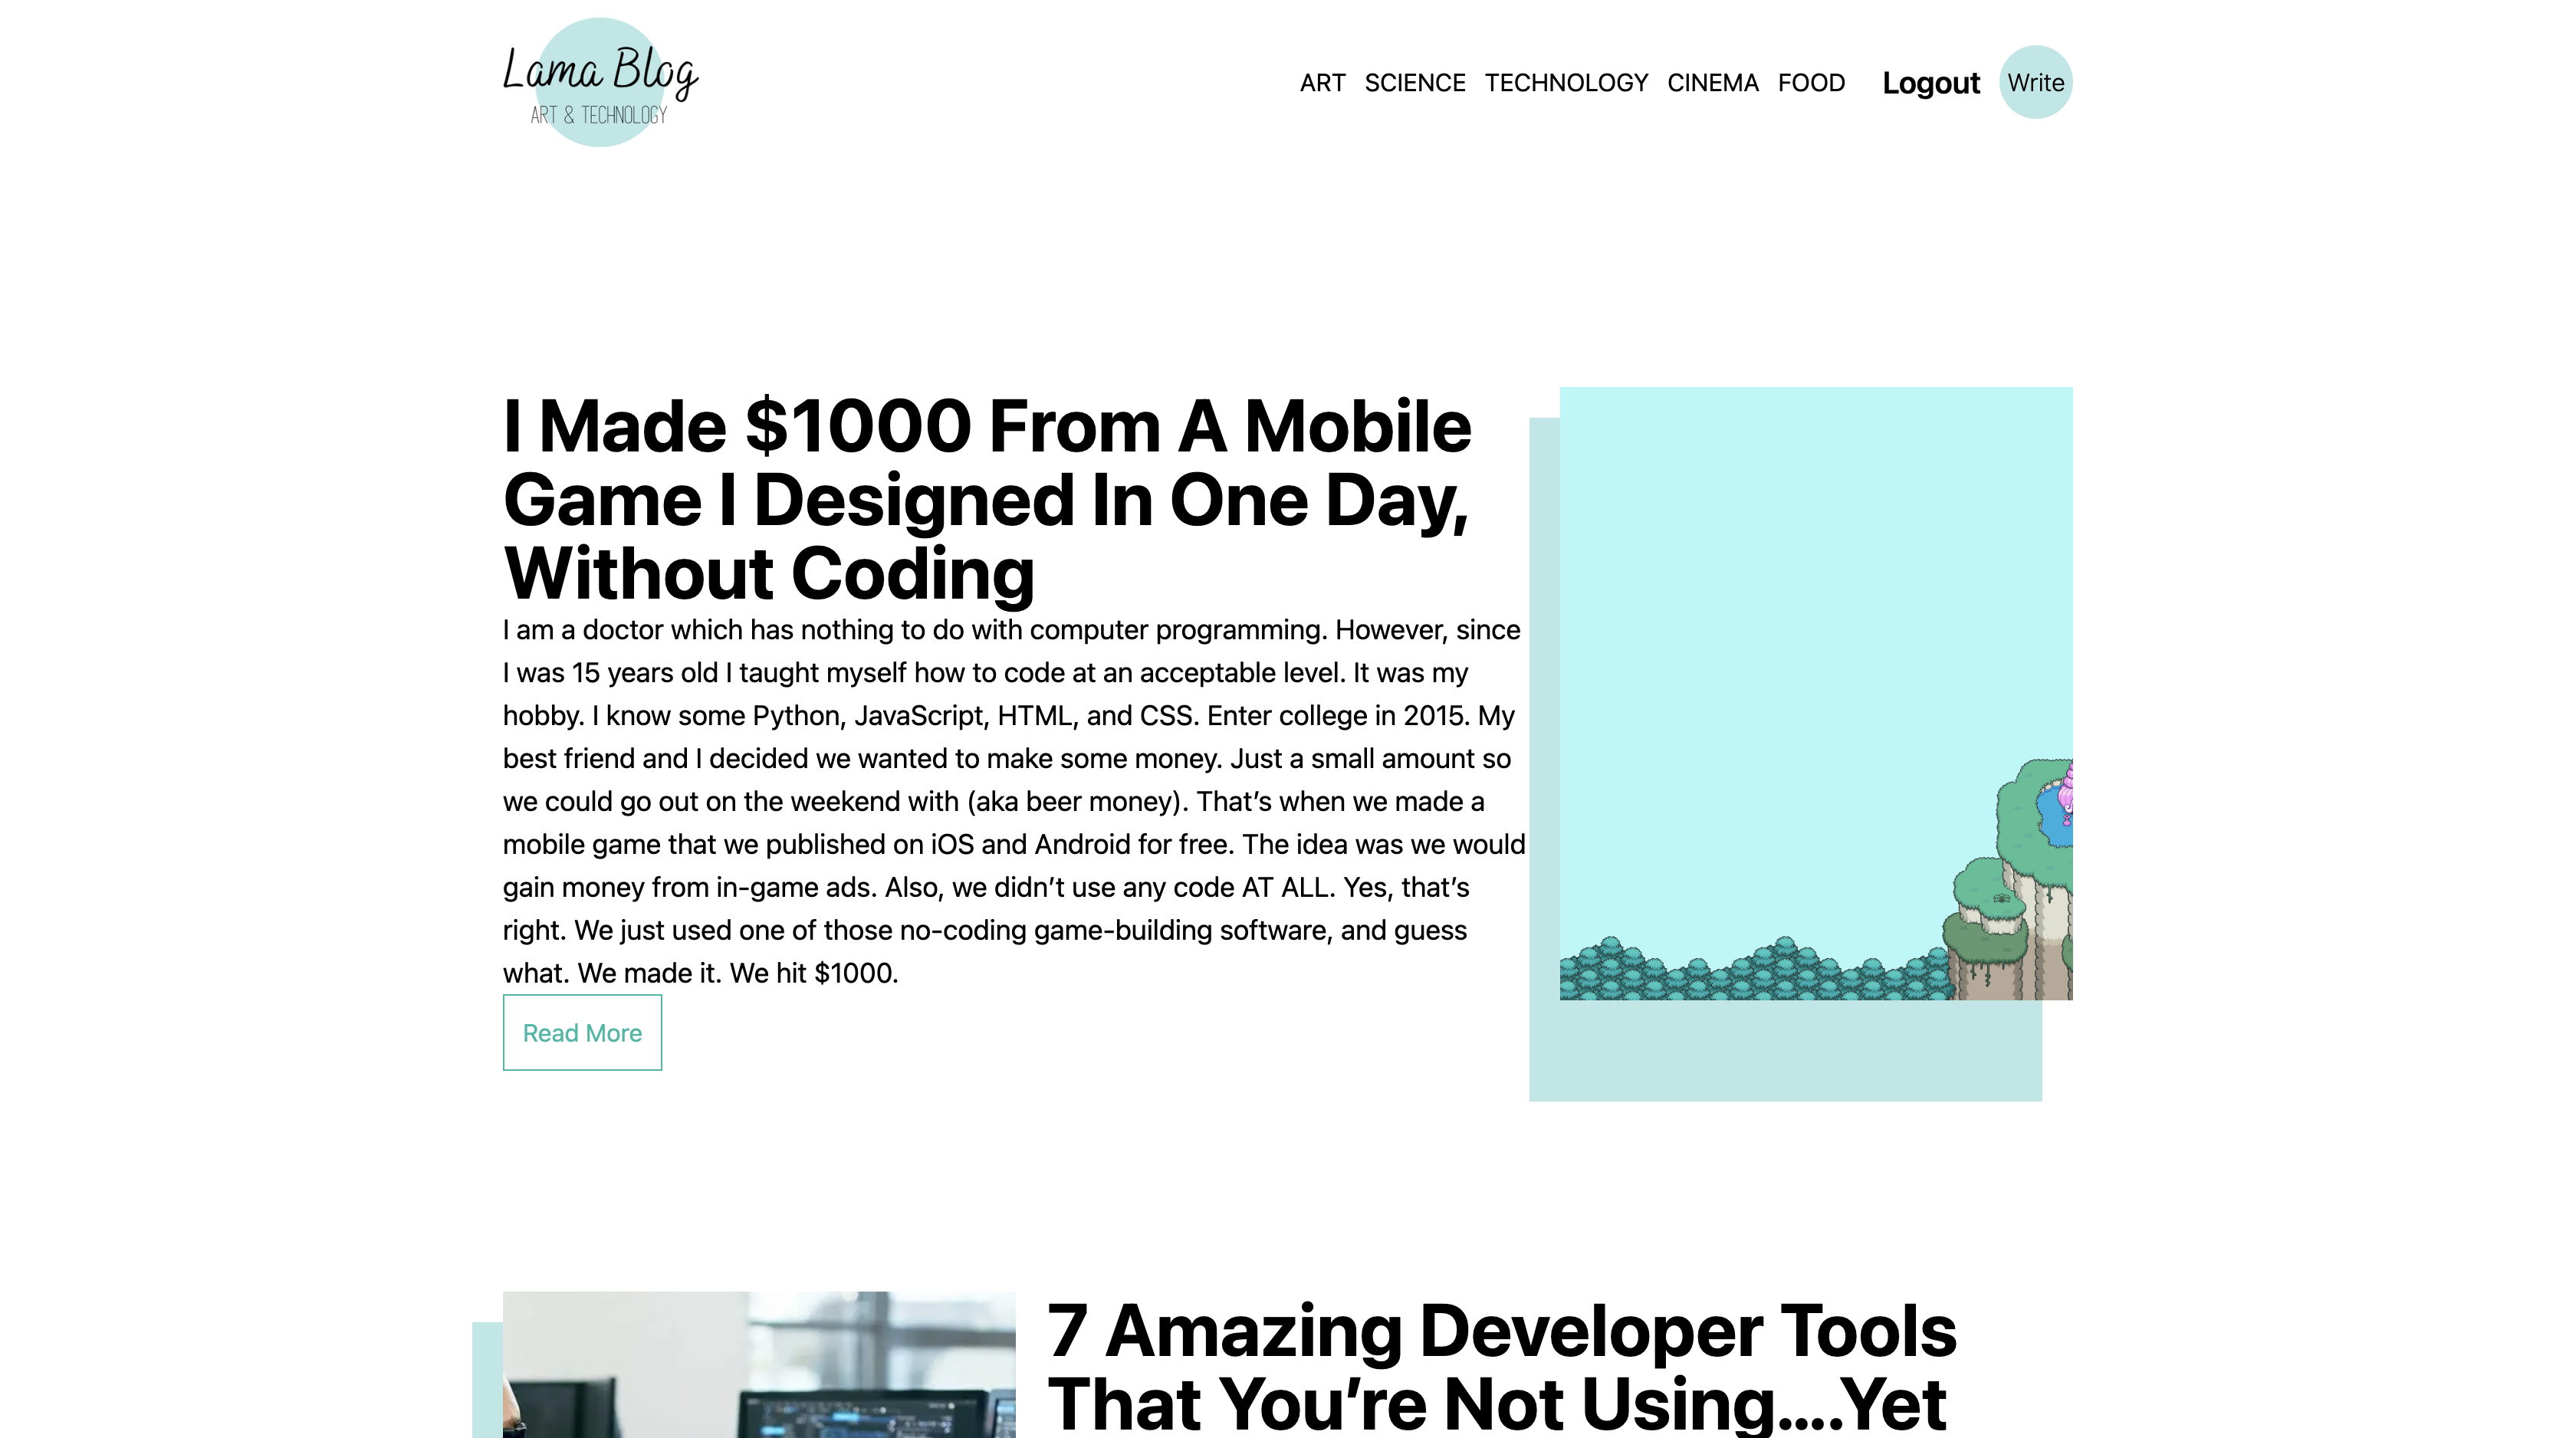 Lama Blog
ART & TECHNOLOGY
ART SCIENCE TECHNOLOGY CINEMA FOOD Logout Write
I Made $1000 From A Mobile
Game I Designed In One Day,
Without Coding
I am a doctor which has nothing to do with computer programming. However, since
I was 15 years old I taught myself how to code at an acceptable level. It was my
hobby. I know some Python, JavaScript, HTML, and CSS. Enter college in 2015. My
best friend and I decided we wanted to make some money. Just a small amount so
we could go out on the weekend with (aka beer money). That’s when we made a
mobile game that we published on iOS and Android for free. The idea was we would
gain money from in-game ads. Also, we didn’t use any code AT ALL. Yes, that’s
right. We just used one of those no-coding game-building software, and guess
what. We made it. We hit $1000.
Read More
7 Amazing Developer Tools
That You’re Not Using….Yet